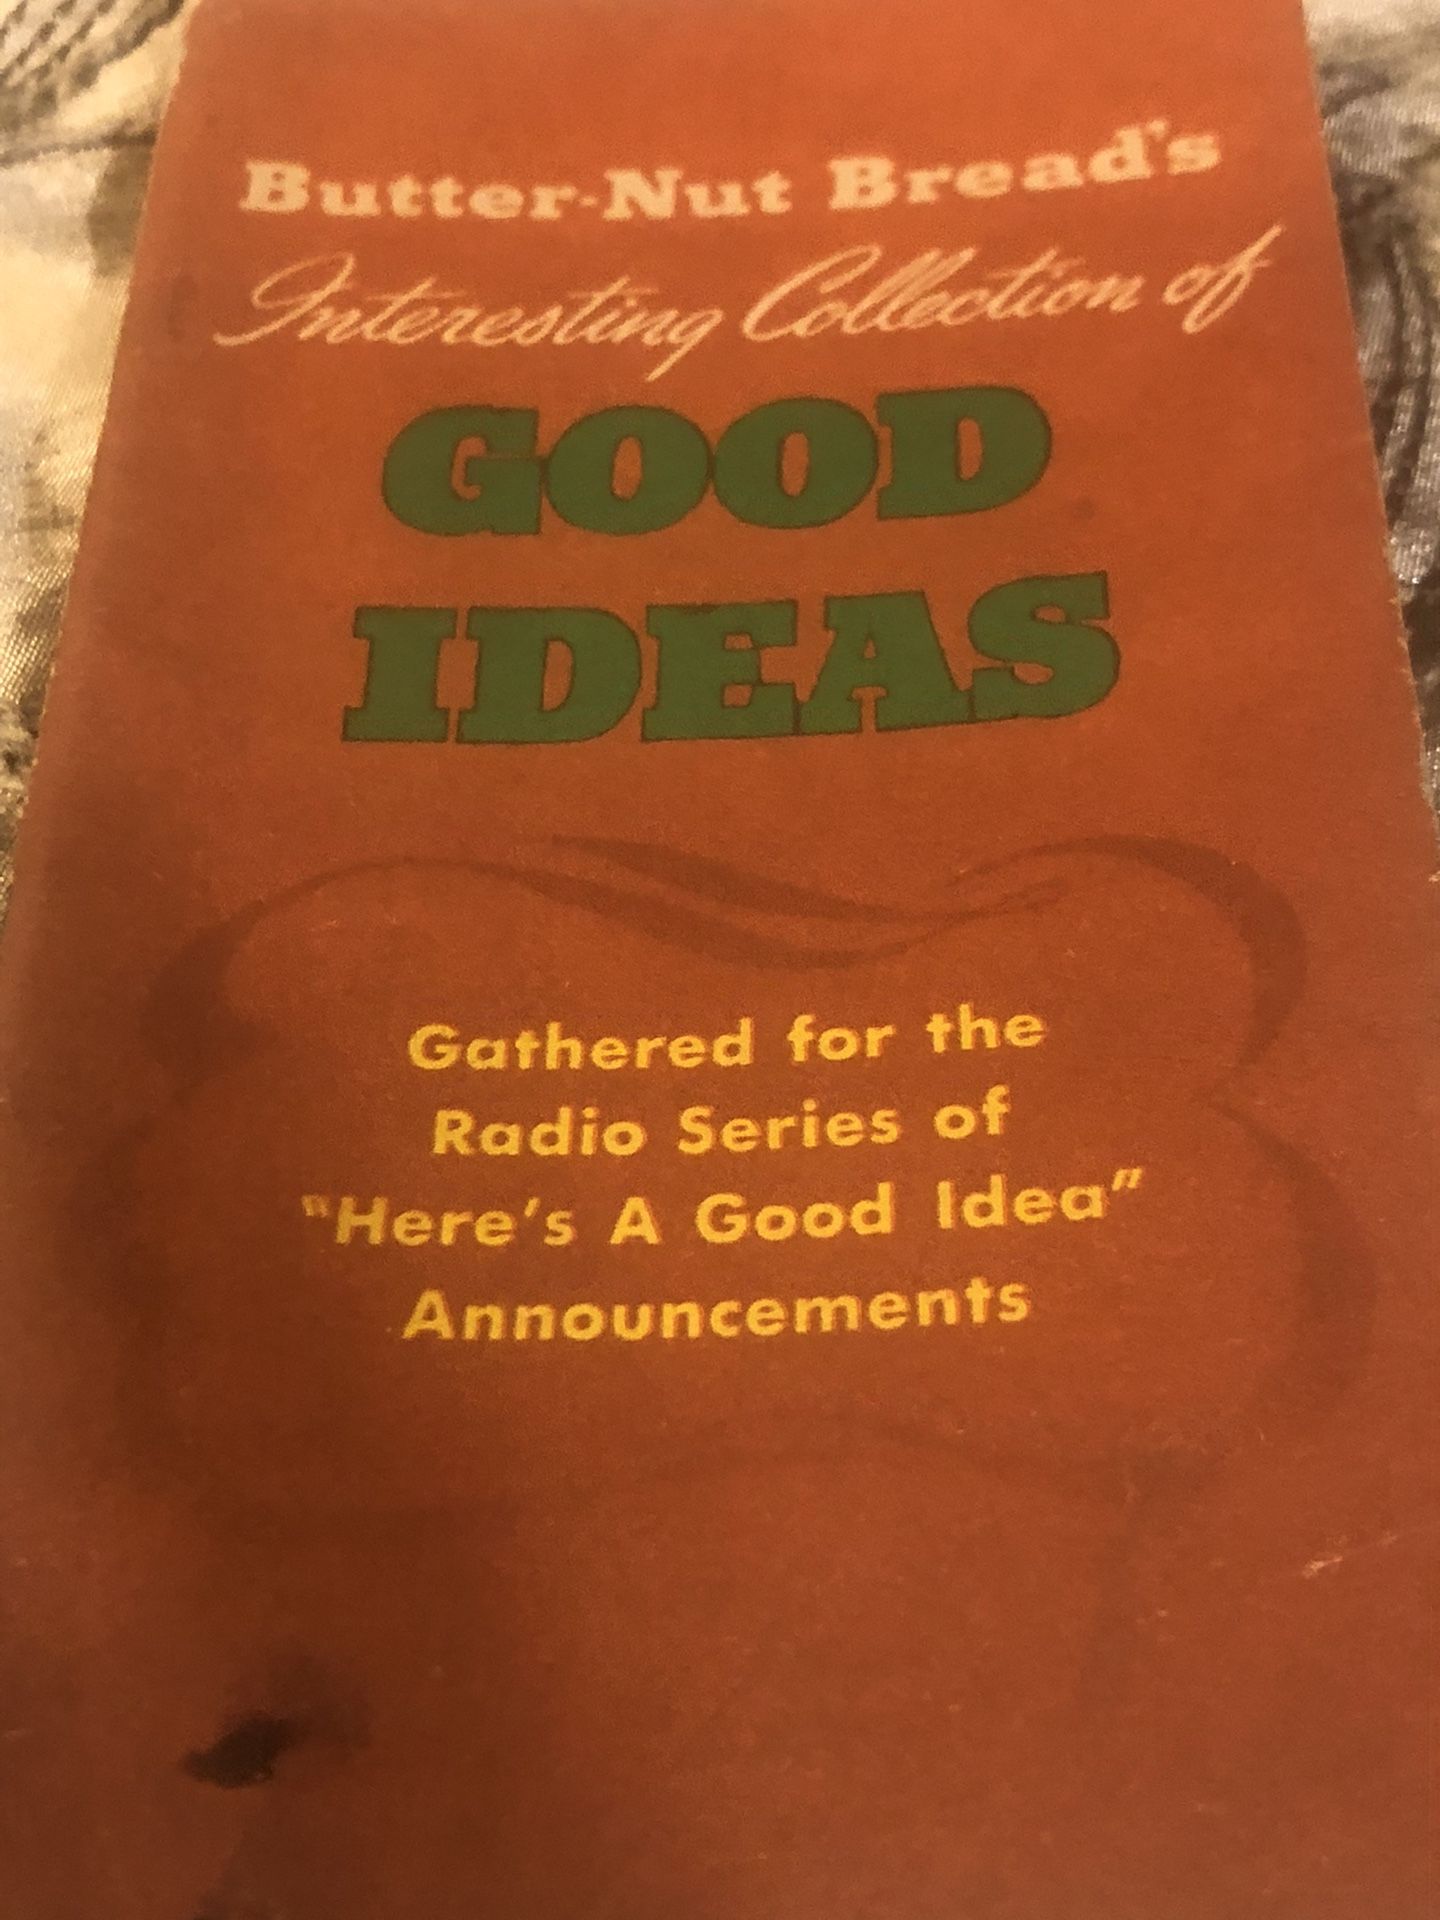 Butter-Nut Bread's
Interesting Collection of
GOOD
IDEAS
Gathered for the
Radio Series of
"Here's A Good Idea"
Announcements